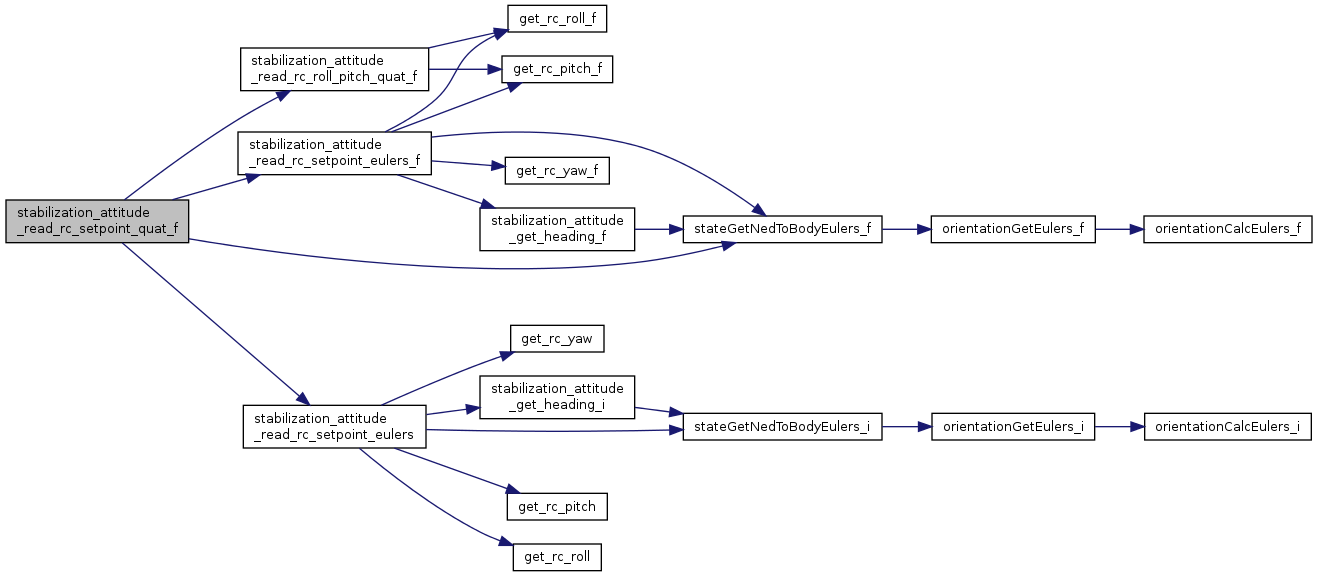 get_rc_roll_f
stabilization_attitude
_read_rc_roll_pitch_quat_f
get_rc_pitch_f
stabilization_attitude
_read_rc_setpoint_eulers_f
get_rc_yaw_f
stabilization_attitude
_read_rc_setpoint_quat_f
stabilization_attitude
_get_heading_f
stateGetNedToBodyEulers_f
orientationGetEulers_f
orientationCalcEulers_f
get_rc_yaw
stabilization_attitude
_get_heading_i
stabilization_attitude
_read_rc_setpoint_eulers
stateGetNedToBodyEulers_i
orientationGetEulers_i
orientationCalcEulers_i
get_rc_pitch
get_rc_roll